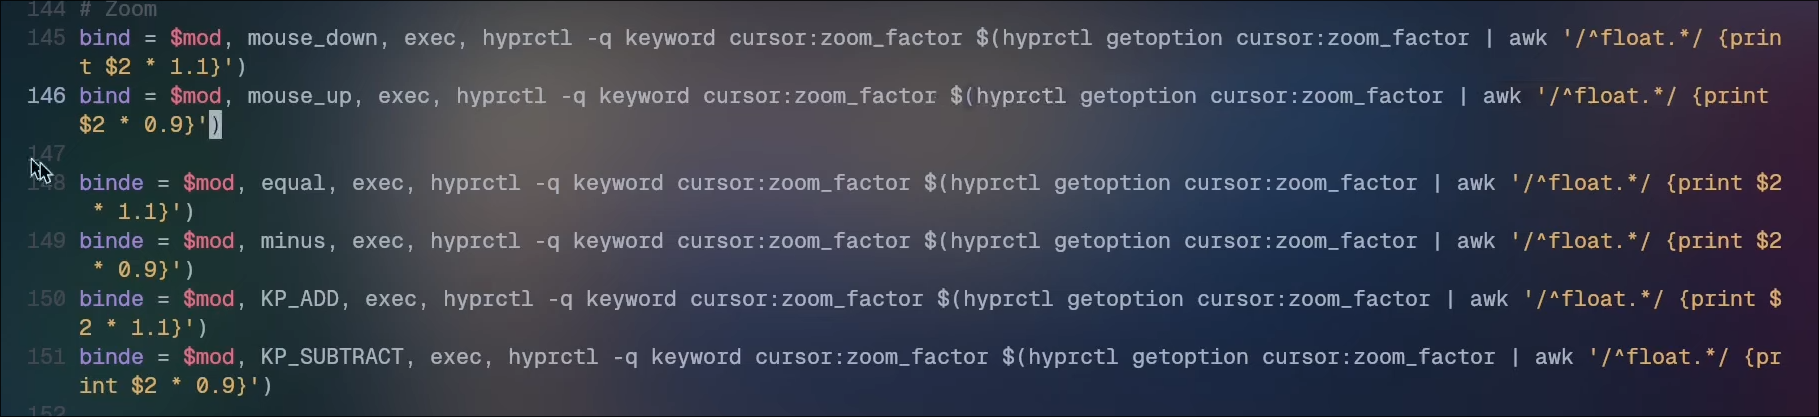 144 # Zoom
145 bind = $mod, mouse_down, exec, hyprctl -q keyword cursor:zoom_factor $(hyprctl getoption cursor:zoom_factor | awk '/^float.*/ {prin
t $2 * 1.1}')
146 bind = $mod, mouse_up, exec, hyprctl -q keyword cursor:zoom_factor $(hyprctl getoption cursor:zoom_factor | awk '/^float.*/ {print
$2 * 0.9}')
147
148 binde = $mod, equal, exec, hyprctl -q keyword cursor:zoom_factor $(hyprctl getoption cursor:zoom_factor | awk '/^float.*/ {print $2
* 1.1}')
149 binde = $mod, minus, exec, hyprctl -q keyword cursor:zoom_factor $(hyprctl getoption cursor:zoom_factor | awk '/^float.*/ {print $2
* 0.9}')
150 binde = $mod, KP_ADD, exec, hyprctl -q keyword cursor:zoom_factor $(hyprctl getoption cursor:zoom_factor | awk '/^float.*/ {print $
2 * 1.1}')
151 binde = $mod, KP_SUBTRACT, exec, hyprctl -q keyword cursor:zoom_factor $(hyprctl getoption cursor:zoom_factor | awk '/^float.*/ {pr
int $2 * 0.9}')
152